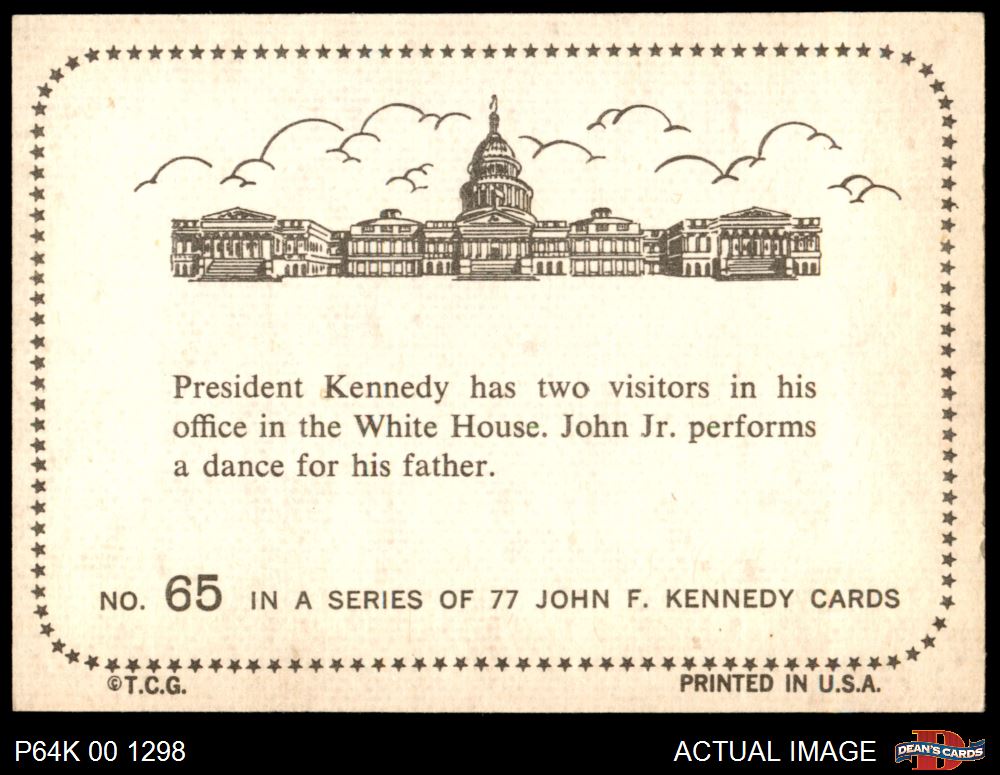 President Kennedy has two visitors in his
office in the White House. John Jr. performs
a dance for his father.
NO. 65 IN A SERIES OF 77 JOHN F. KENNEDY CARDS
©T.C.G. PRINTED IN U.S.A.
P64K 00 1298 ACTUAL IMAGE DEAN'S CARDS